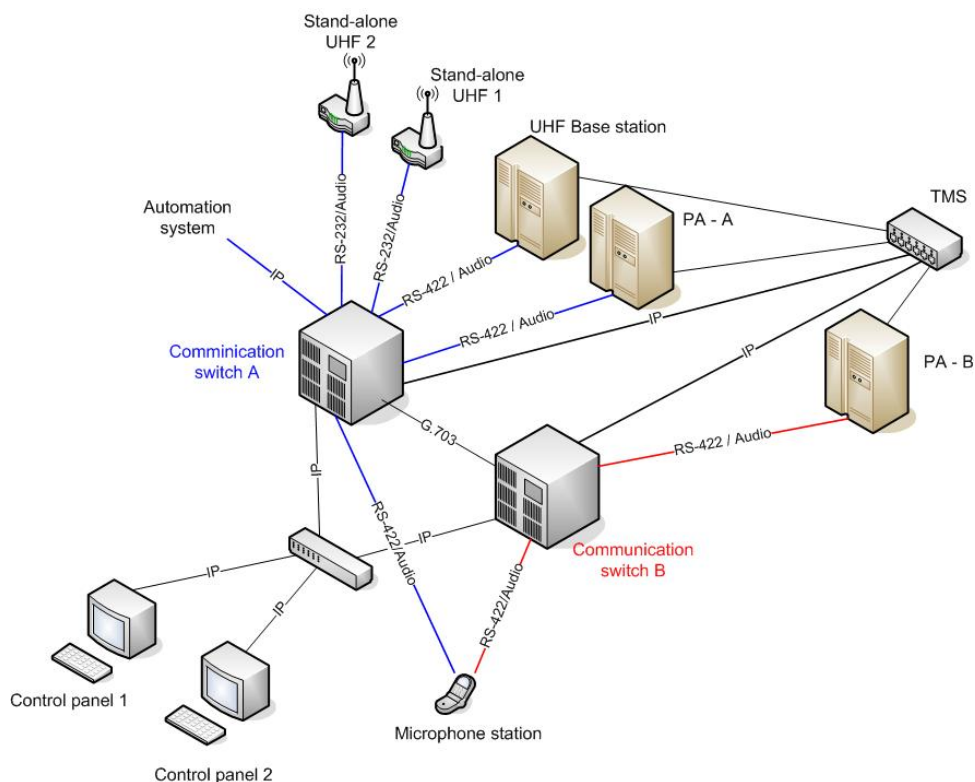 Stand-alone
UHF 2
Stand-alone
UHF 1
UHF Base station
PA - A
TMS
Automation
system
IP
RS-232/Audio
RS-232/Audio
RS-422 / Audio
RS-422 / Audio
IP
IP
Comminication
switch A
PA - B
G.703
RS-422 / Audio
IP
RS-422/Audio
IP
Communication
switch B
IP
IP
RS-422/Audio
Control panel 1
Microphone station
Control panel 2